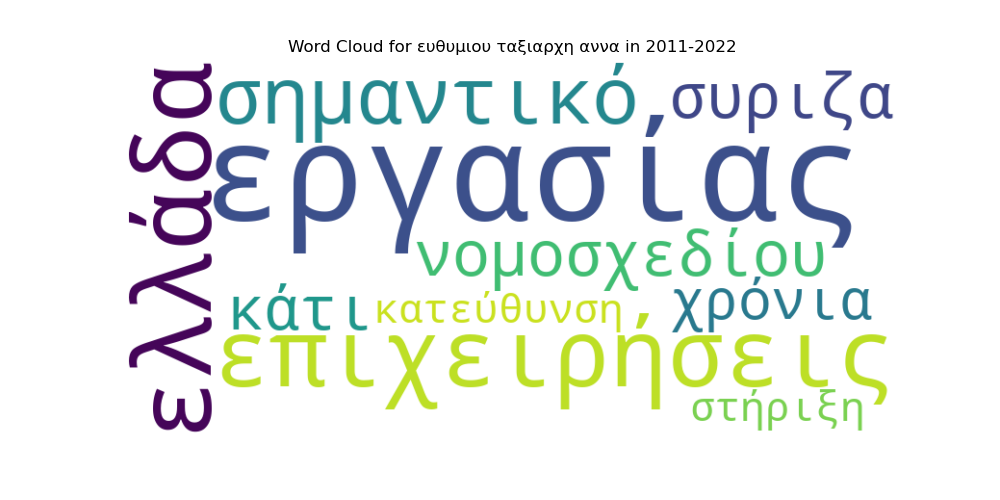 Word Cloud for ευθυμιου ταξιαρχη αννα in 2011-2022
ελλάδα
σημαντικό
συριζα
εργασίας
νομοσχεδίου
κάτι
κατεύθυνση
χρόνια
επιχειρήσεις
στήριξη